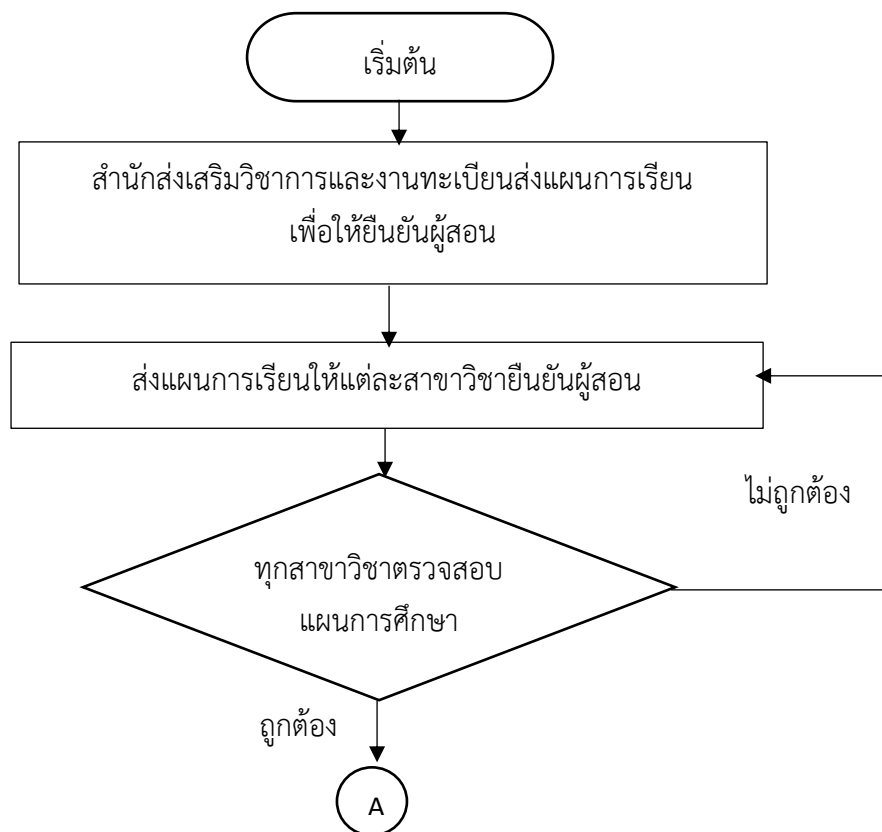 เริ่มต้น
สำนักส่งเสริมวิชาการและงานทะเบียนส่งแผนการเรียน
เพื่อให้ยืนยันผู้สอน
ส่งแผนการเรียนให้แต่ละสาขาวิชายืนยันผู้สอน
ไม่ถูกต้อง
ทุกสาขาวิชาตรวจสอบ
แผนการศึกษา
ถูกต้อง
A